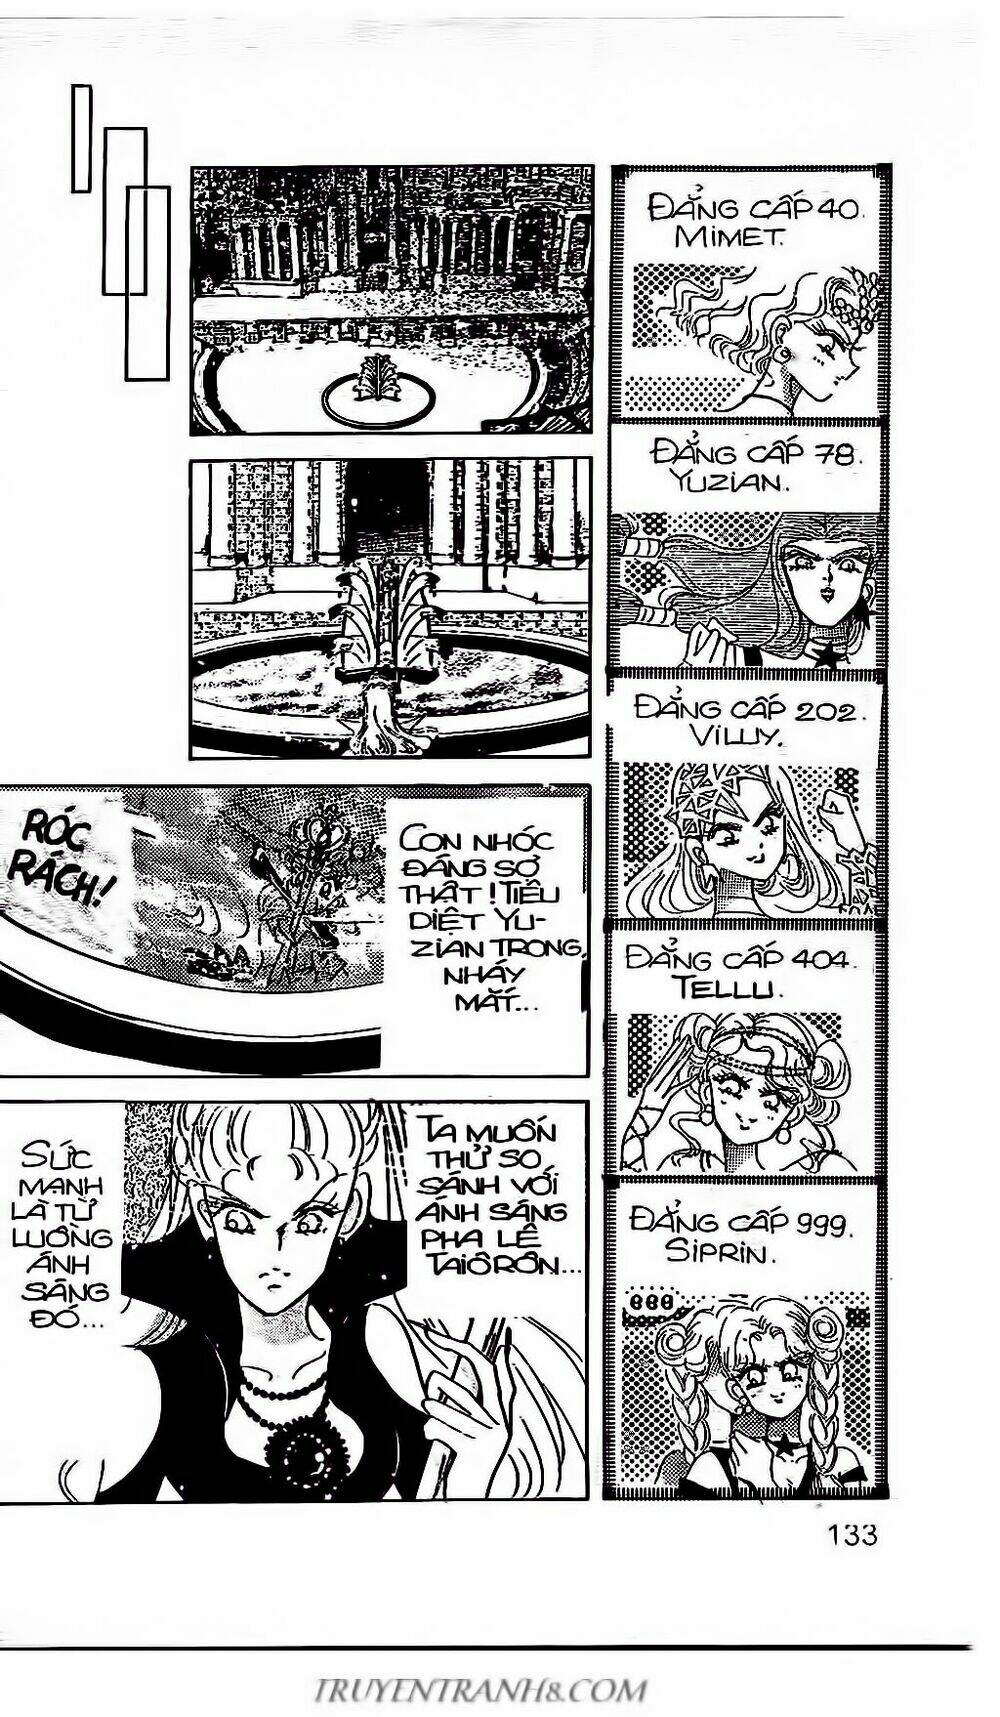 ĐẲNG CẤP 40.
MIMET.
ĐẲNG CẤP 78.
YUZIAN.
ĐẲNG CẤP 202.
VILUY.
ĐẲNG CẤP 404.
TELLU.
ĐẲNG CẤP 999.
SIPRIN.
CON NHÓC
ĐÁNG SỢ
THẬT! TIÊU
DIỆT YU-
ZIAN TRONG
NHÁY
MẮT...
RÓC
RÁCH!
TA MUỐN
THỬ SO
SÁNH VỚI
ÁNH SÁNG
PHA LÊ
TAIÔRÔN...
SỨC
MẠNH
LÀ TỪ
LUỒNG
ÁNH
SÁNG
ĐÓ...
133
TRUYENTRANH8.COM